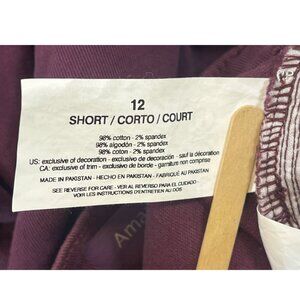 12
SHORT / CORTO / COURT
98% cotton - 2% spandex
98% algodón - 2% spandex
98% coton - 2% spandex
US: exclusive of decoration - exclusivo de decoración - sauf la décoration
CA: exclusive of trim - exclusivo de borde - garniture non comprise
MADE IN PAKISTAN - HECHO EN PAKISTAN - FABRIQUÉ AU PAKISTAN
SEE REVERSE FOR CARE - VER AL REVERSO PARA EL CUIDADO
VOIR LES INSTRUCTIONS D'ENTRETIEN AU DOS